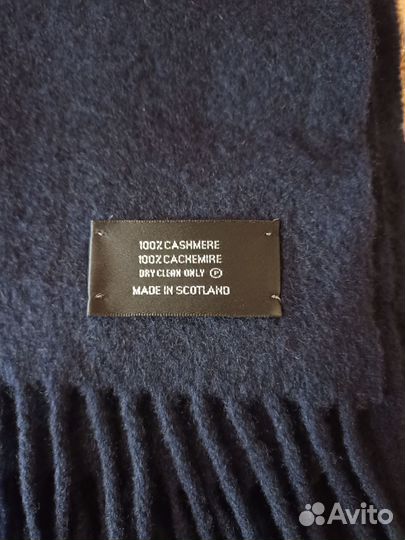 100% CASHMERE
100% CACHEMIRE
DRY CLEAN ONLY Ⓟ
MADE IN SCOTLAND
Avito